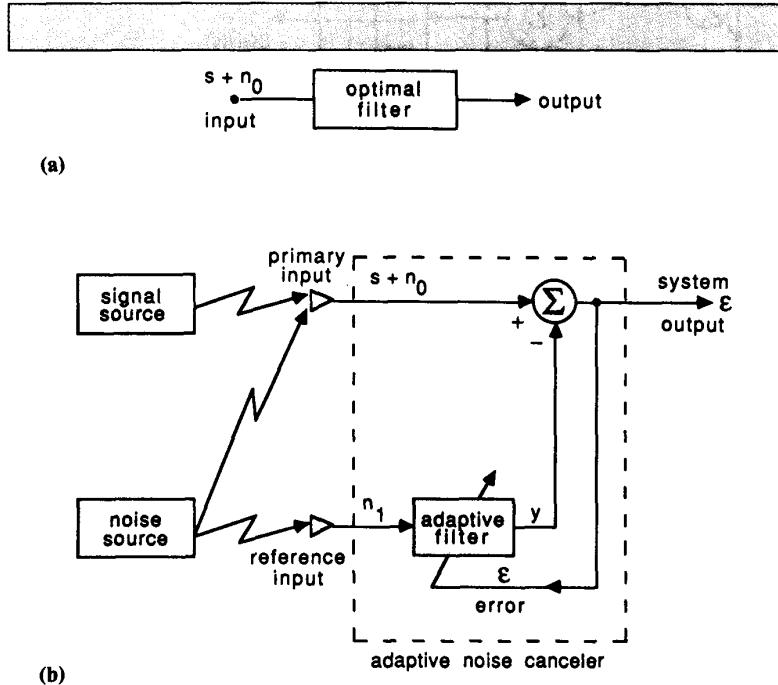 s + n₀
input
optimal
filter
output
(a)
signal
source
primary
input
s + n₀
Σ
+
−
system
ε
output
noise
source
reference
input
n₁
adaptive
filter
y
ε
error
adaptive noise canceler
(b)